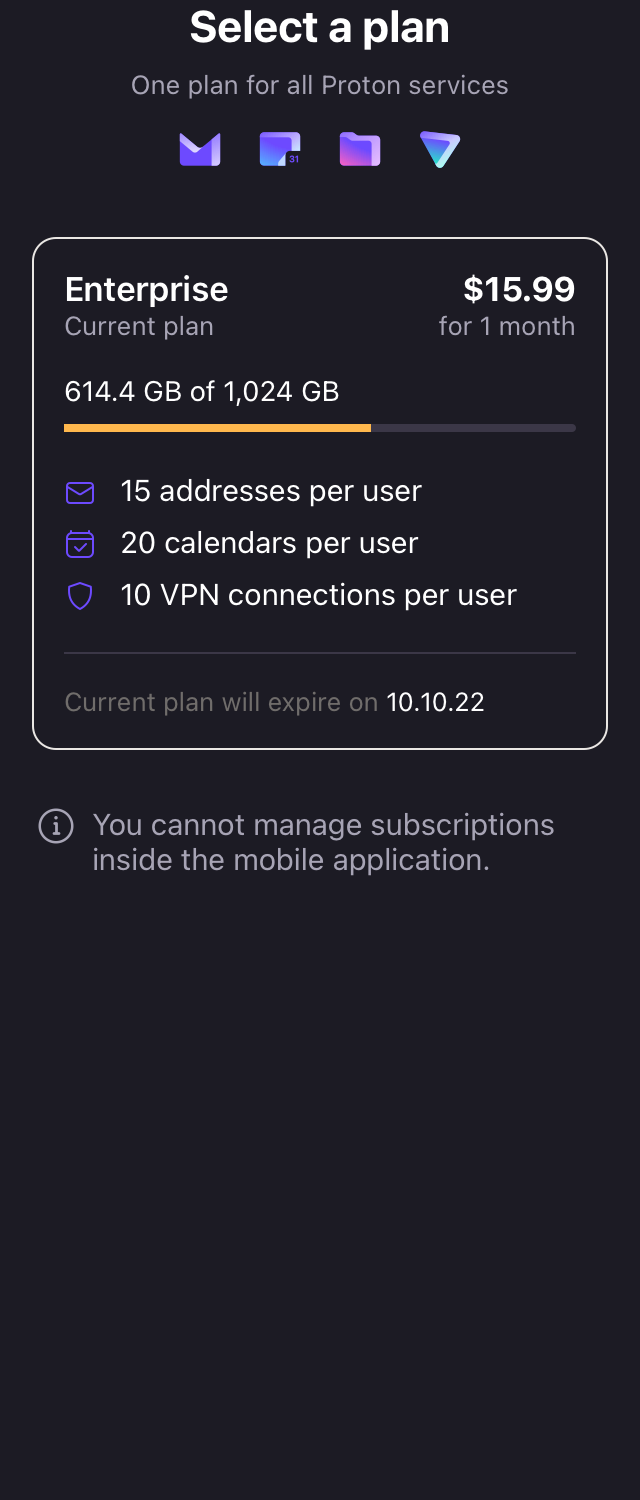 Select a plan
One plan for all Proton services
31
Enterprise
$15.99
Current plan
for 1 month
614.4 GB of 1,024 GB
15 addresses per user
20 calendars per user
10 VPN connections per user
Current plan will expire on 10.10.22
You cannot manage subscriptions
inside the mobile application.